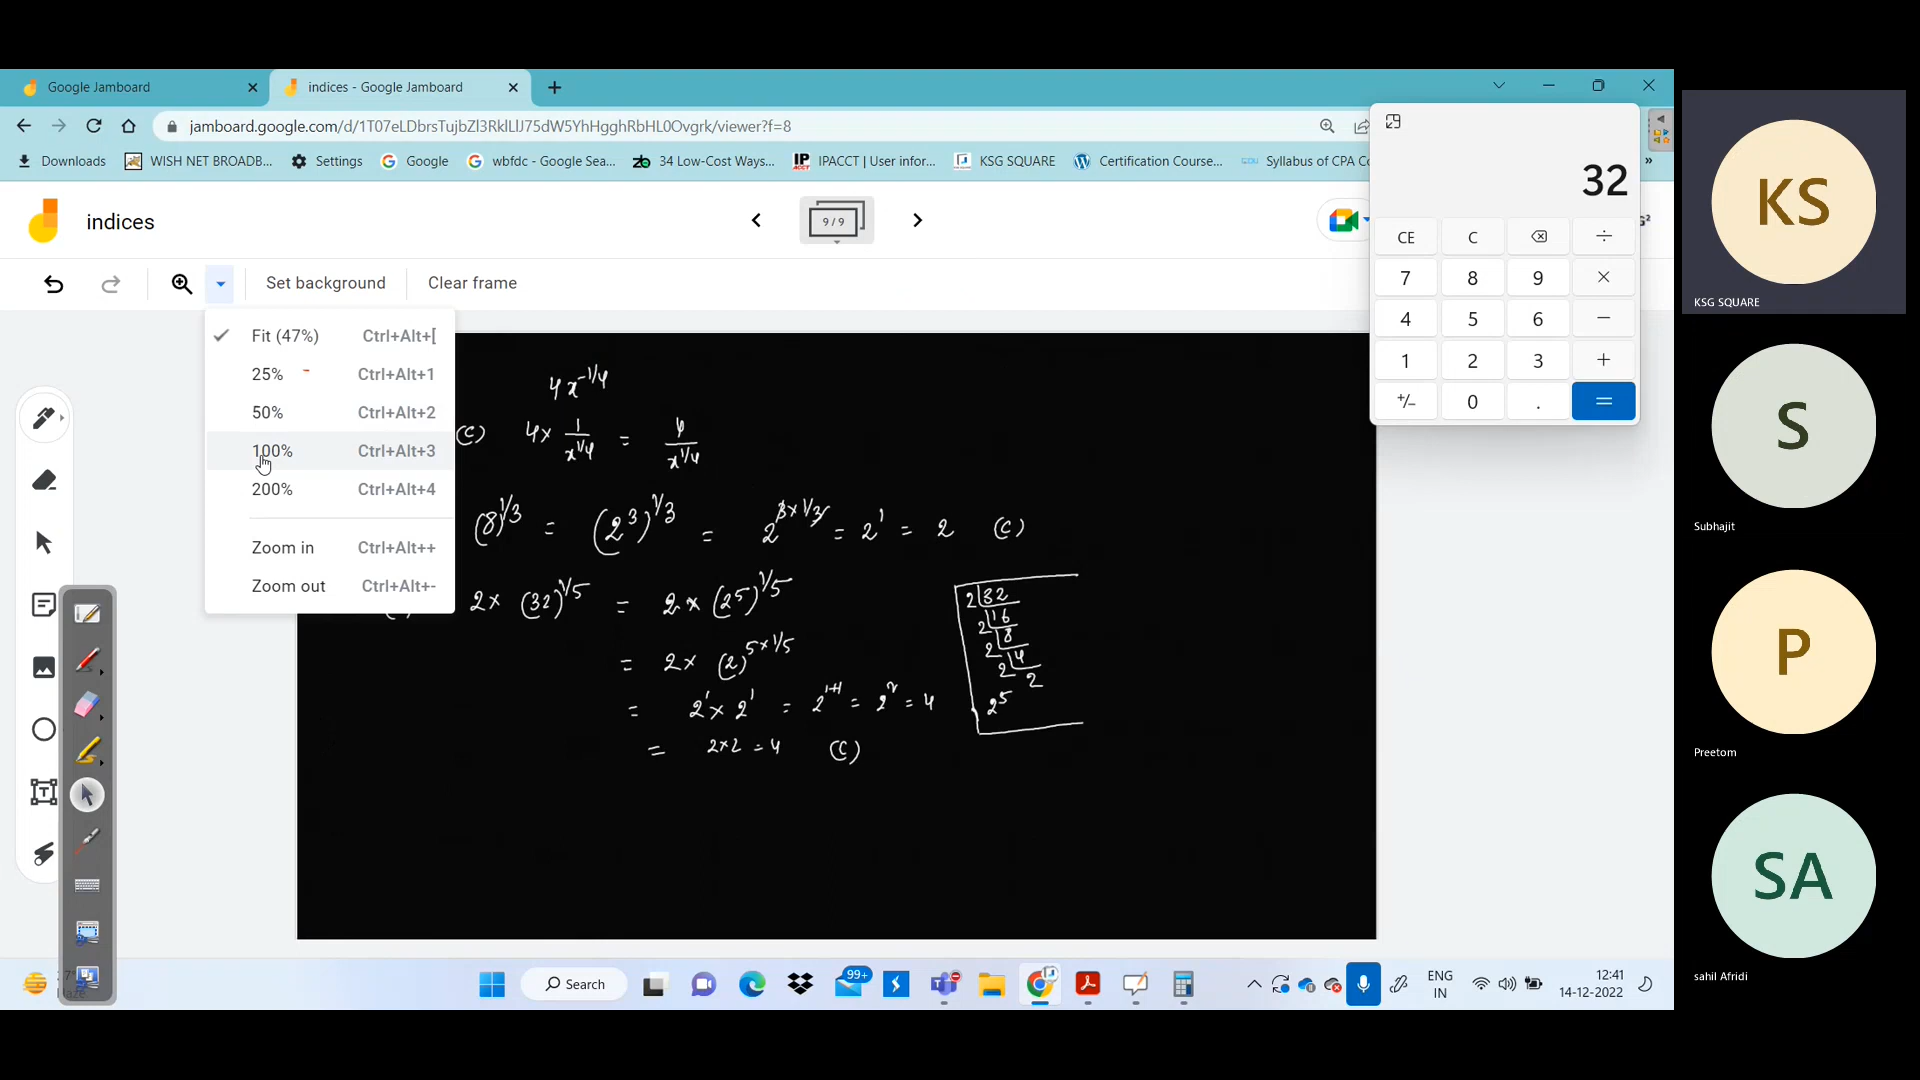 Google Jamboard
indices - Google Jamboard
jamboard.google.com/d/1T07eLDbrsTujbZl3RklLlJ75dW5YhHgghRbHL0Ovgrk/viewer?f=8
Downloads WISH NET BROADB... Settings Google wbfdc - Google Sea... 34 Low-Cost Ways... IPACCT | User infor... KSG SQUARE Certification Course... Syllabus of CPA Co »
indices
9 / 9
Set background
Clear frame
Fit (47%) Ctrl+Alt+[
25% Ctrl+Alt+1
50% Ctrl+Alt+2
100% Ctrl+Alt+3
200% Ctrl+Alt+4
Zoom in Ctrl+Alt++
Zoom out Ctrl+Alt+-
4x^-1/4
(c) 4 × 1/x^1/4 = 4/x^1/4
(8)^1/3 = (2^3)^1/3 = 2^3×1/3 = 2^1 = 2 (c)
2 × (32)^1/5 = 2 × (2^5)^1/5
= 2 × (2)^5×1/5
= 2^1 × 2^1 = 2^1+1 = 2^2 = 4
= 2×2 = 4 (c)
2 32
2 16
2 8
2 4
2
2^5
32
CE C ⌫ ÷
7 8 9 ×
4 5 6 −
1 2 3 +
+/− 0 . =
KS
KSG SQUARE
S
Subhajit
P
Preetom
SA
sahil Afridi
Search
99+
ENG
IN
12:41
14-12-2022